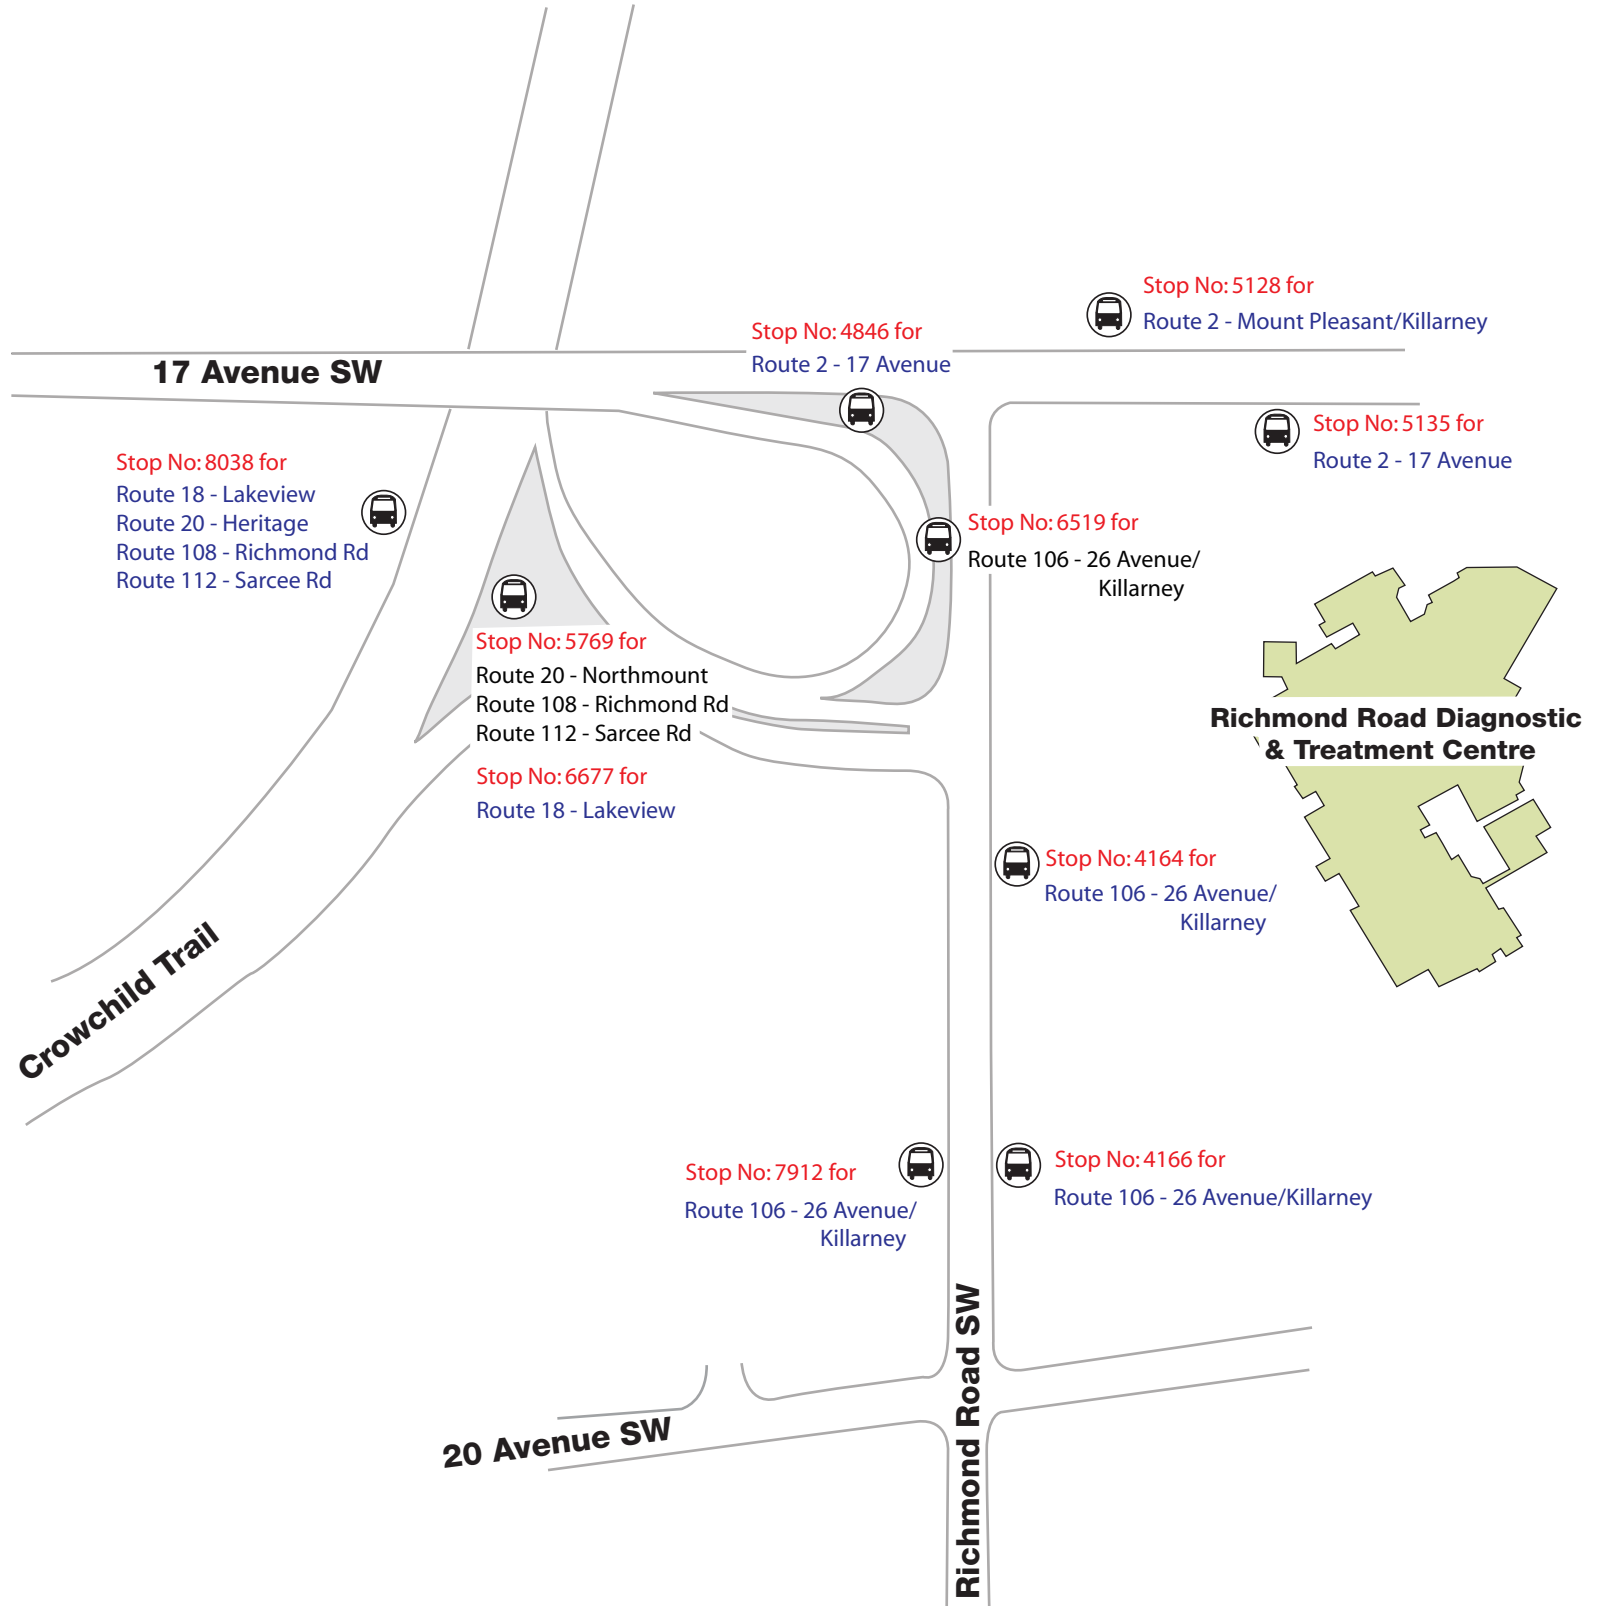 Stop No: 5128 for
Route 2 - Mount Pleasant/Killarney
Stop No: 4846 for
Route 2 - 17 Avenue
17 Avenue SW
Stop No: 5135 for
Route 2 - 17 Avenue
Stop No: 8038 for
Route 18 - Lakeview
Route 20 - Heritage
Route 108 - Richmond Rd
Route 112 - Sarcee Rd
Stop No: 6519 for
Route 106 - 26 Avenue/
Killarney
Stop No: 5769 for
Route 20 - Northmount
Route 108 - Richmond Rd
Route 112 - Sarcee Rd
Stop No: 6677 for
Route 18 - Lakeview
Richmond Road Diagnostic
& Treatment Centre
Stop No: 4164 for
Route 106 - 26 Avenue/
Killarney
Crowchild Trail
Stop No: 7912 for
Route 106 - 26 Avenue/
Killarney
Stop No: 4166 for
Route 106 - 26 Avenue/Killarney
Richmond Road SW
20 Avenue SW